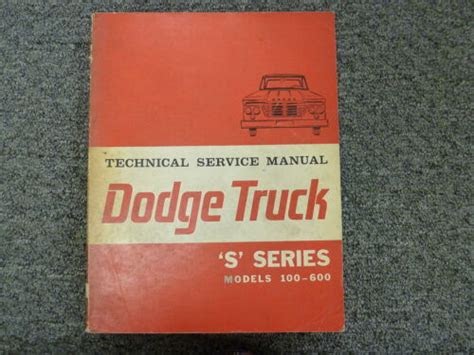 TECHNICAL SERVICE MANUAL
Dodge Truck
'S' SERIES
MODELS 100-600